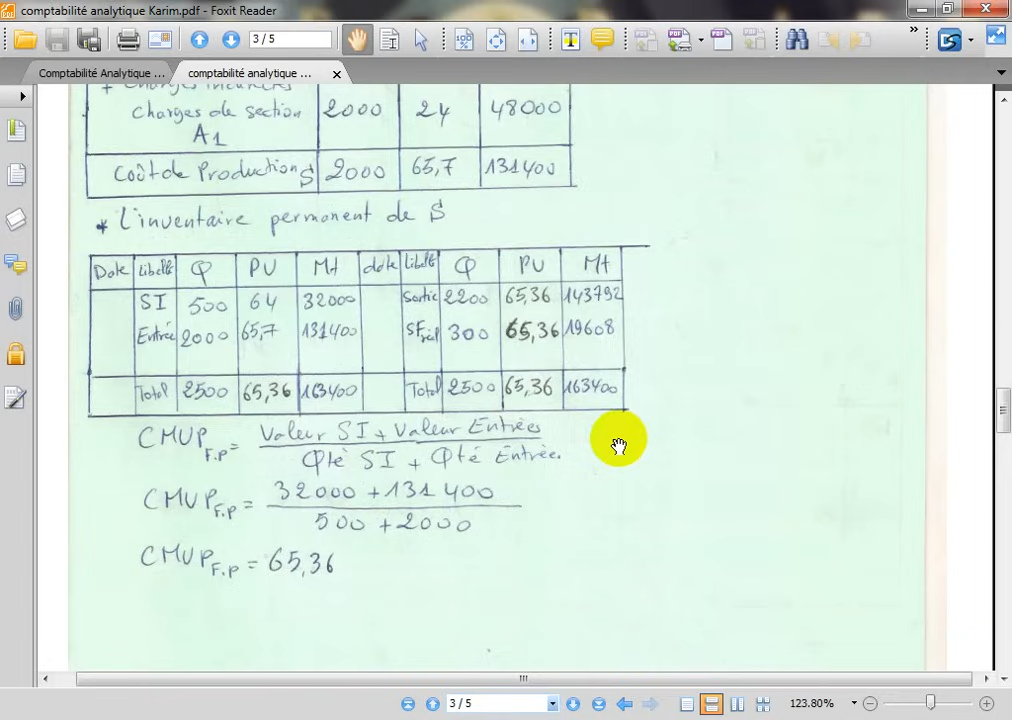 comptabilité analytique Karim.pdf - Foxit Reader
3 / 5
Comptabilité Analytique ...
comptabilité analytique ...
+ Charges indirectes
Charges de section A1 2000 24 48000
Coût de Production S 2000 65,7 131400
* L'inventaire permanent de S
Date Libellé Q PU Mt date Libellé Q PU Mt
SI 500 64 32000 Sortie 2200 65,36 143792
Entrée 2000 65,7 131400 SF 300 65,36 19608
Total 2500 65,36 163400 Total 2500 65,36 163400
CMUP F.p = Valeur SI + Valeur Entrées
Qté SI + Qté Entrée.
CMUP F.p = 32000 + 131 400
500 + 2000
CMUP F.p = 65,36
3 / 5
123.80%